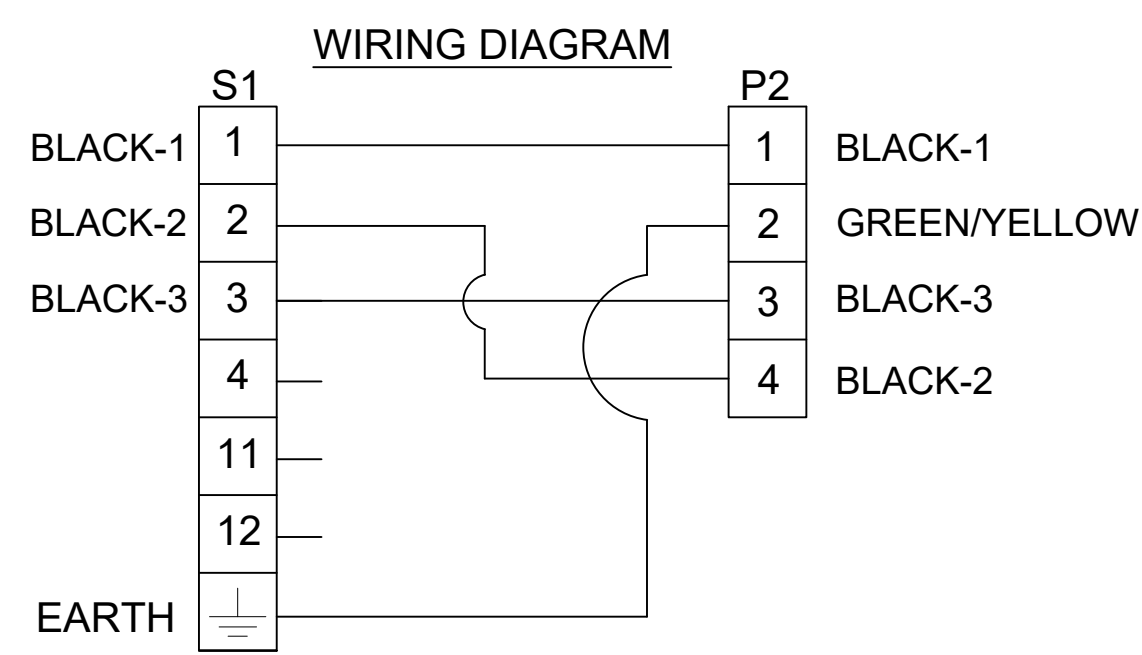 WIRING DIAGRAM
S1
P2
BLACK-1 1
1 BLACK-1
BLACK-2 2
2 GREEN/YELLOW
BLACK-3 3
3 BLACK-3
4
4 BLACK-2
11
12
EARTH